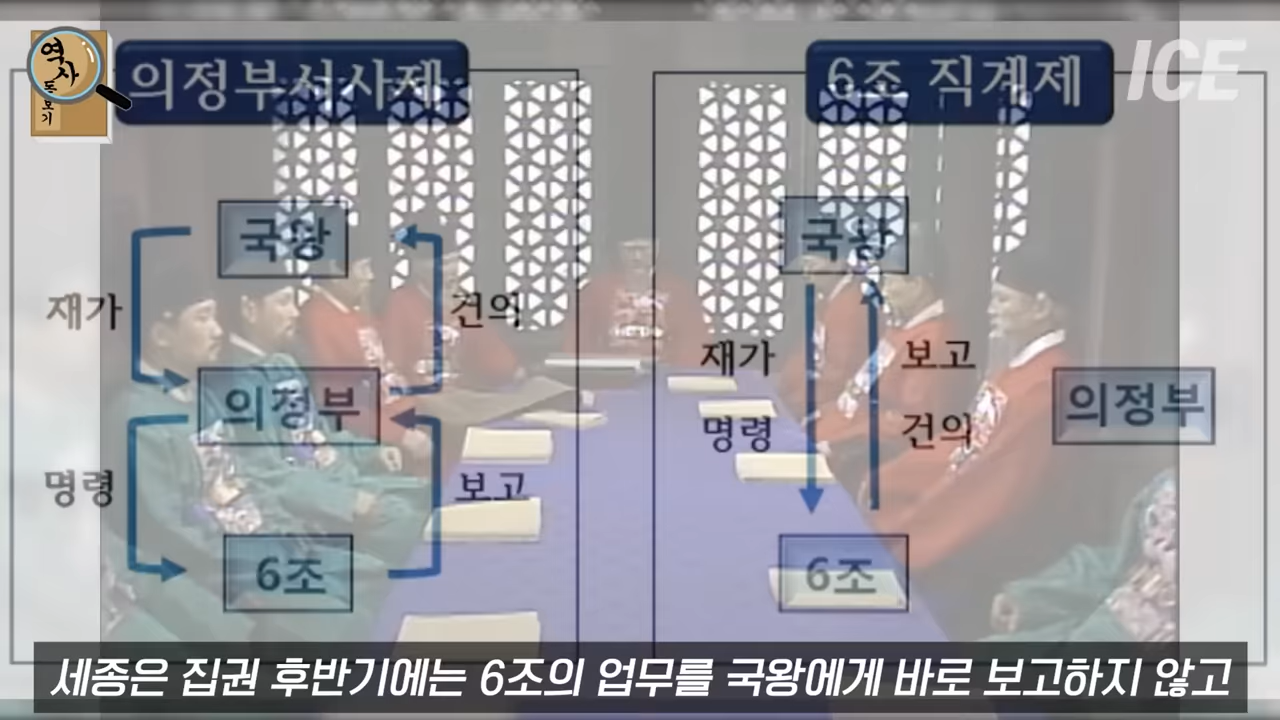 역사
돋보기
의정부서사제
6조 직계제
ICE
국왕
재가
건의
의정부
명령
보고
6조
국왕
재가
명령
보고
건의
의정부
6조
세종은 집권 후반기에는 6조의 업무를 국왕에게 바로 보고하지 않고